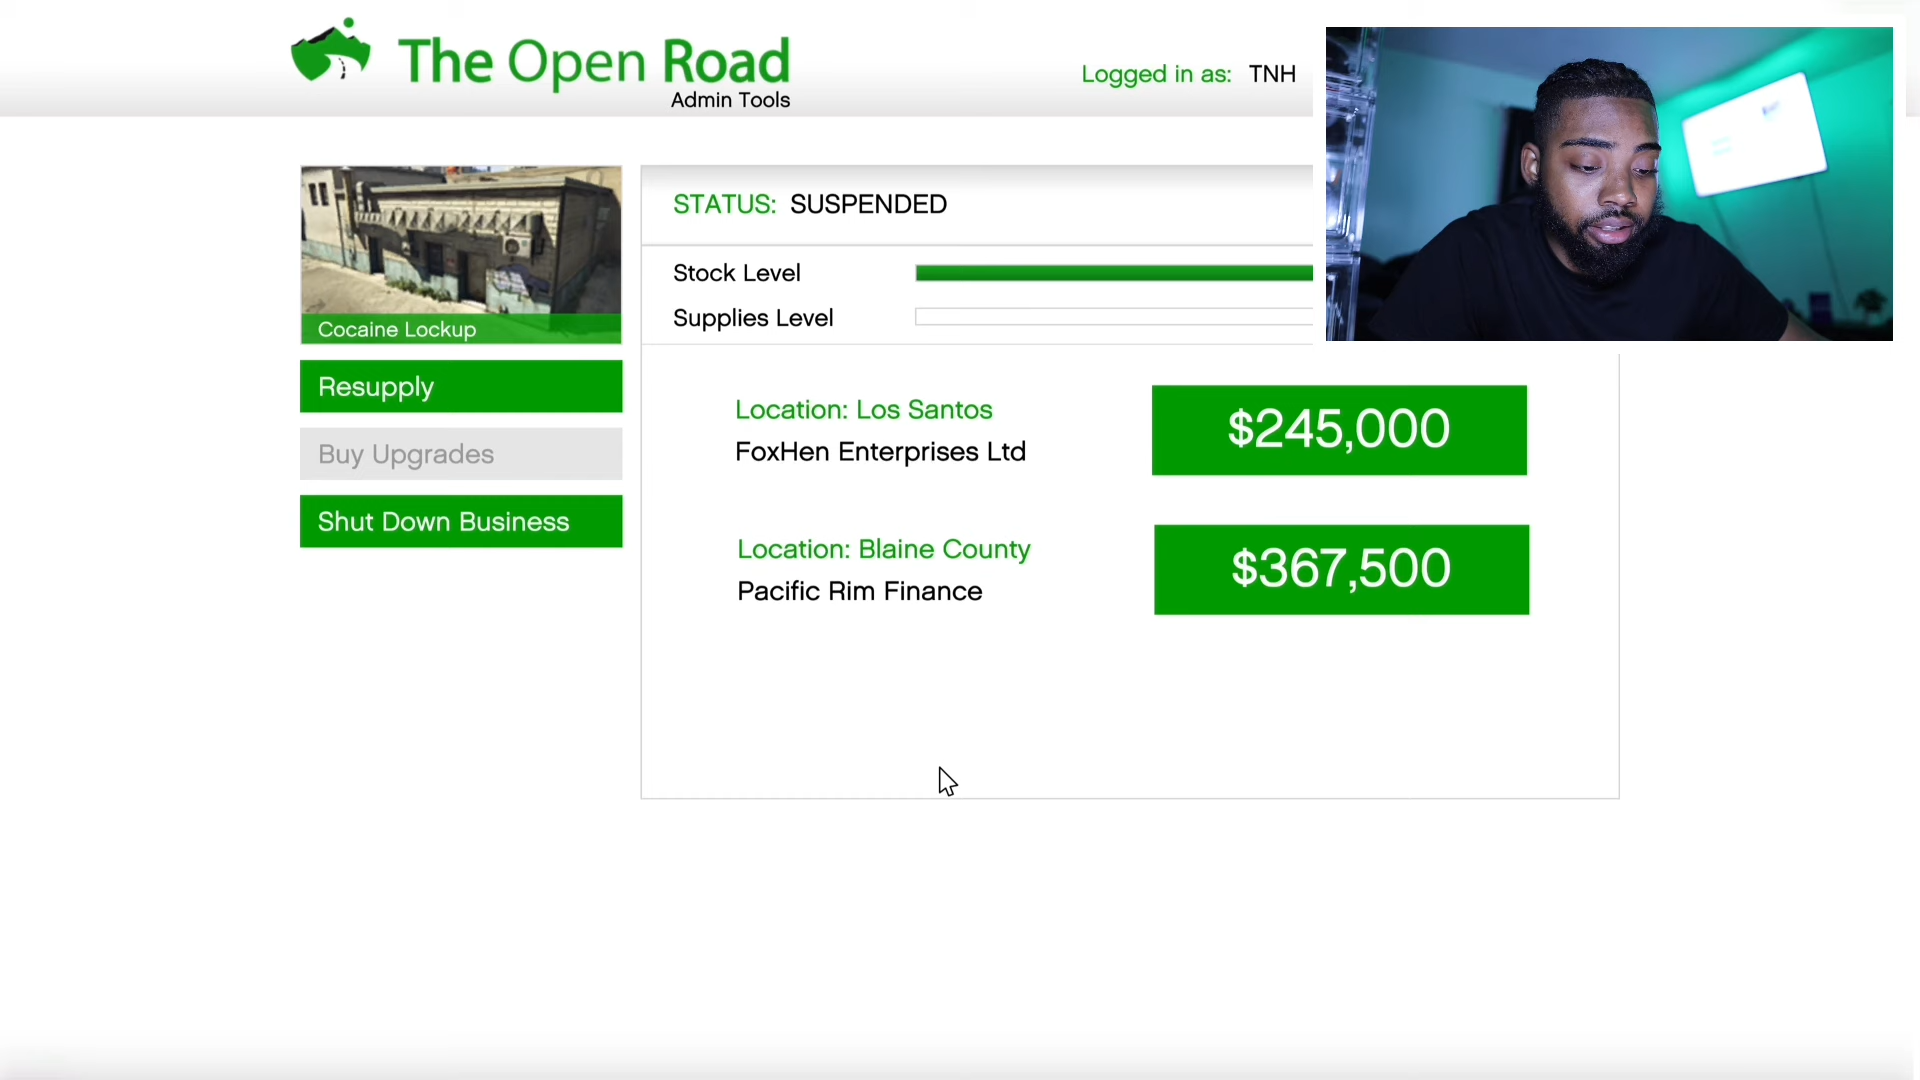 The Open Road
Admin Tools
Logged in as: TNH
Cocaine Lockup
Resupply
Buy Upgrades
Shut Down Business
STATUS: SUSPENDED
Stock Level
Supplies Level
Location: Los Santos
FoxHen Enterprises Ltd
$245,000
Location: Blaine County
Pacific Rim Finance
$367,500